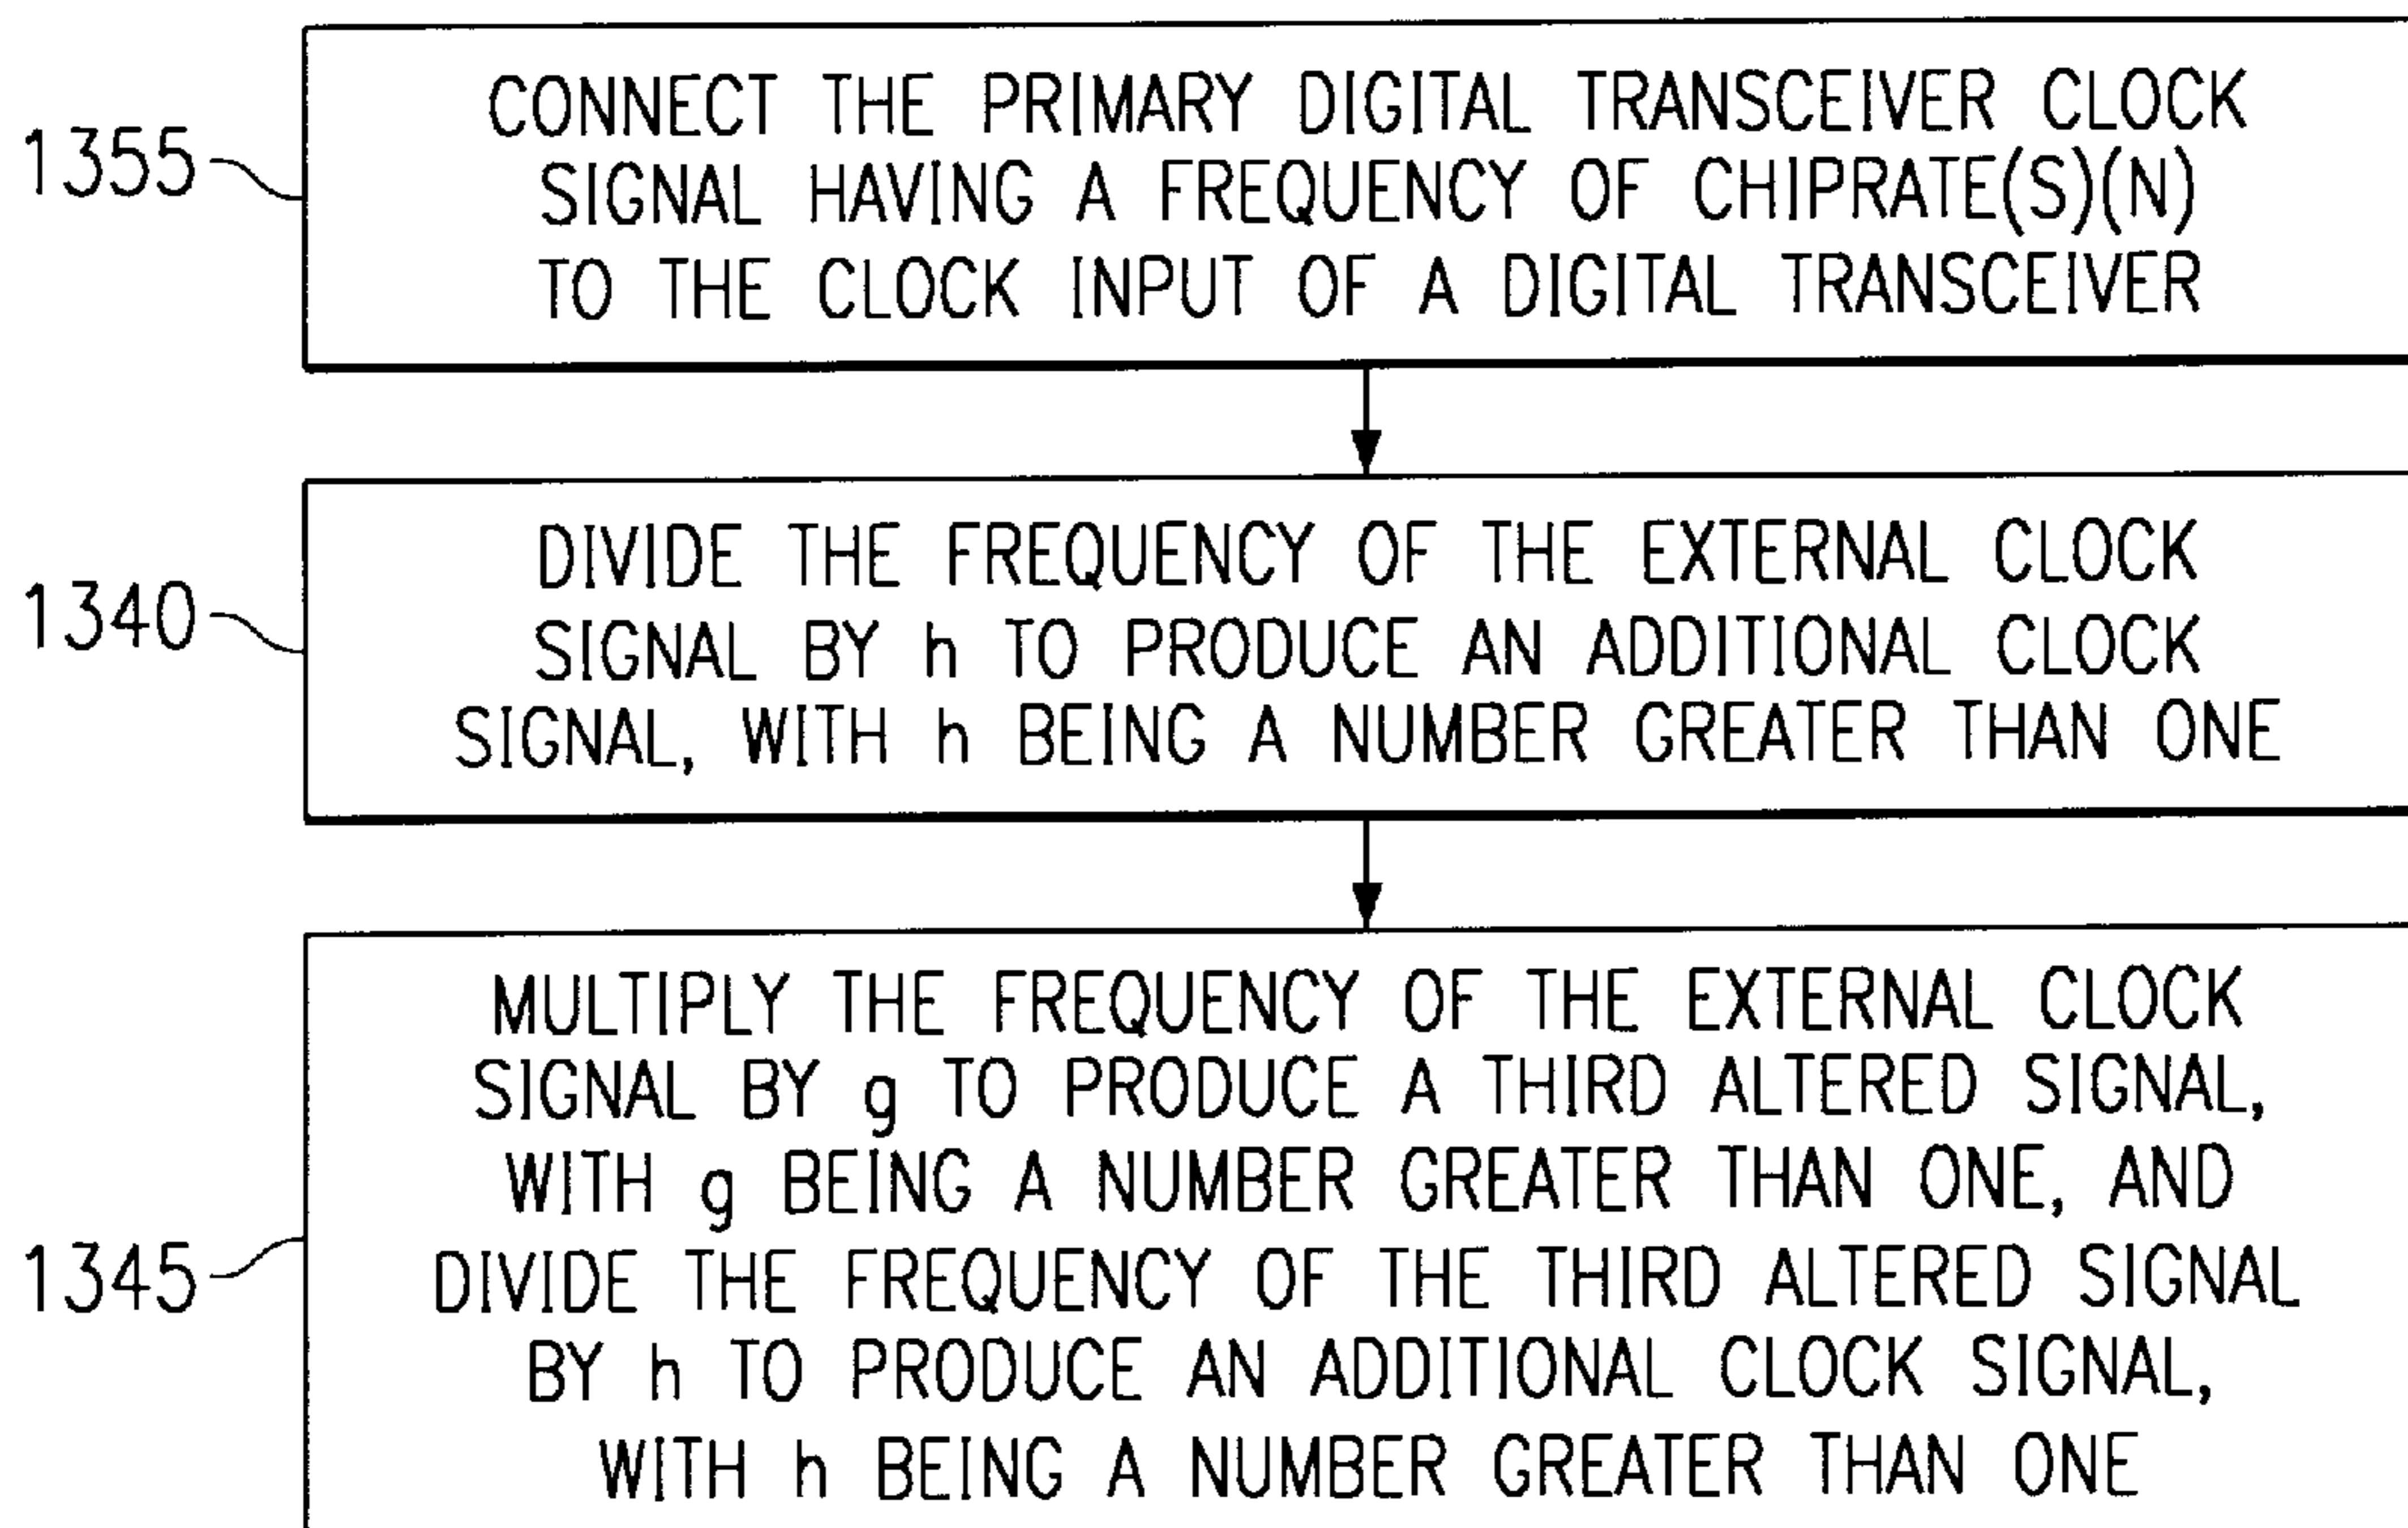 1355
CONNECT THE PRIMARY DIGITAL TRANSCEIVER CLOCK
SIGNAL HAVING A FREQUENCY OF CHIPRATE(S)(N)
TO THE CLOCK INPUT OF A DIGITAL TRANSCEIVER
1340
DIVIDE THE FREQUENCY OF THE EXTERNAL CLOCK
SIGNAL BY h TO PRODUCE AN ADDITIONAL CLOCK
SIGNAL, WITH h BEING A NUMBER GREATER THAN ONE
1345
MULTIPLY THE FREQUENCY OF THE EXTERNAL CLOCK
SIGNAL BY g TO PRODUCE A THIRD ALTERED SIGNAL,
WITH g BEING A NUMBER GREATER THAN ONE, AND
DIVIDE THE FREQUENCY OF THE THIRD ALTERED SIGNAL
BY h TO PRODUCE AN ADDITIONAL CLOCK SIGNAL,
WITH h BEING A NUMBER GREATER THAN ONE